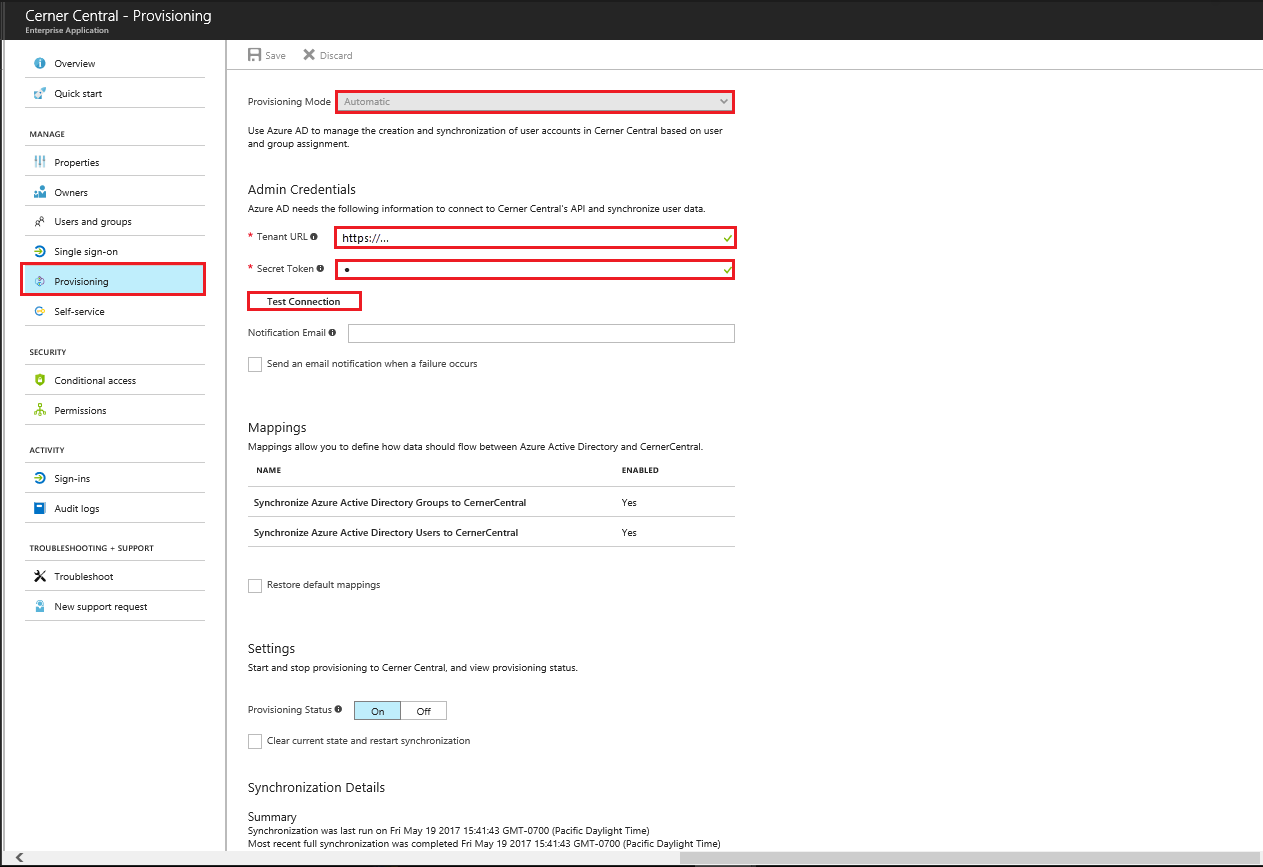 Cerner Central - Provisioning
Enterprise Application
Overview
Quick start
MANAGE
Properties
Owners
Users and groups
Single sign-on
Provisioning
Self-service
SECURITY
Conditional access
Permissions
ACTIVITY
Sign-ins
Audit logs
TROUBLESHOOTING + SUPPORT
Troubleshoot
New support request
Save Discard
Provisioning Mode Automatic
Use Azure AD to manage the creation and synchronization of user accounts in Cerner Central based on user
and group assignment.
Admin Credentials
Azure AD needs the following information to connect to Cerner Central's API and synchronize user data.
* Tenant URL https://...
* Secret Token ●
Test Connection
Notification Email
Send an email notification when a failure occurs
Mappings
Mappings allow you to define how data should flow between Azure Active Directory and CernerCentral.
NAME ENABLED
Synchronize Azure Active Directory Groups to CernerCentral Yes
Synchronize Azure Active Directory Users to CernerCentral Yes
Restore default mappings
Settings
Start and stop provisioning to Cerner Central, and view provisioning status.
Provisioning Status On Off
Clear current state and restart synchronization
Synchronization Details
Summary
Synchronization was last run on Fri May 19 2017 15:41:43 GMT-0700 (Pacific Daylight Time)
Most recent full synchronization was completed Fri May 19 2017 15:41:43 GMT-0700 (Pacific Daylight Time)